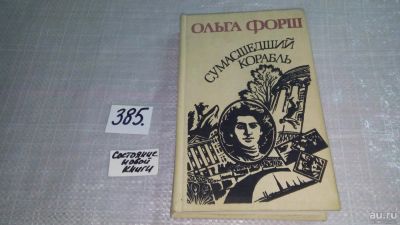 ОЛЬГА ФОРШ
СУМАСШЕДШИЙ
КОРАБЛЬ
385.
Состояние
новой
книги
au.ru